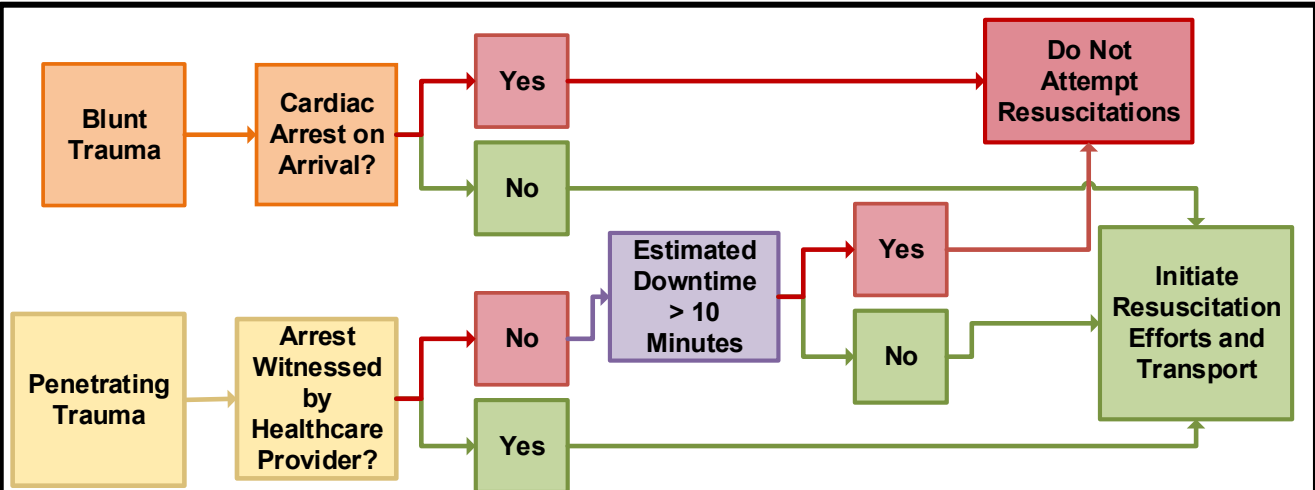 Blunt
Trauma
Cardiac
Arrest on
Arrival?
Yes
No
Do Not
Attempt
Resuscitations
Penetrating
Trauma
Arrest
Witnessed
by
Healthcare
Provider?
No
Yes
Estimated
Downtime
> 10
Minutes
Yes
No
Initiate
Resuscitation
Efforts and
Transport